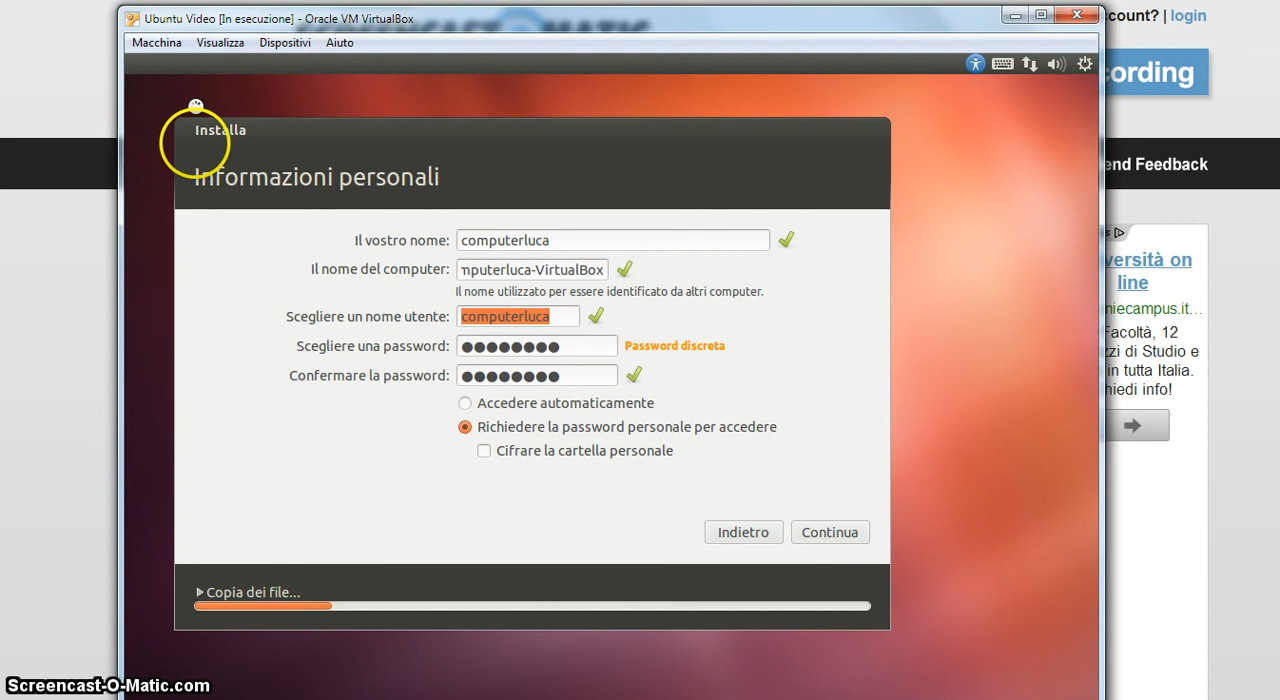 Ubuntu Video [In esecuzione] - Oracle VM VirtualBox
Macchina Visualizza Dispositivi Aiuto
count? | login
cording
end Feedback
Installa
Informazioni personali
Il vostro nome: computerluca
Il nome del computer: mputerluca-VirtualBox
Il nome utilizzato per essere identificato da altri computer.
Scegliere un nome utente: computerluca
Scegliere una password: ●●●●●●●● Password discreta
Confermare la password: ●●●●●●●●
Accedere automaticamente
Richiedere la password personale per accedere
Cifrare la cartella personale
Indietro Continua
Copia dei file...
versità on
line
niecampus.it...
Facoltà, 12
zzi di Studio e
in tutta Italia.
hiedi info!
Screencast-O-Matic.com